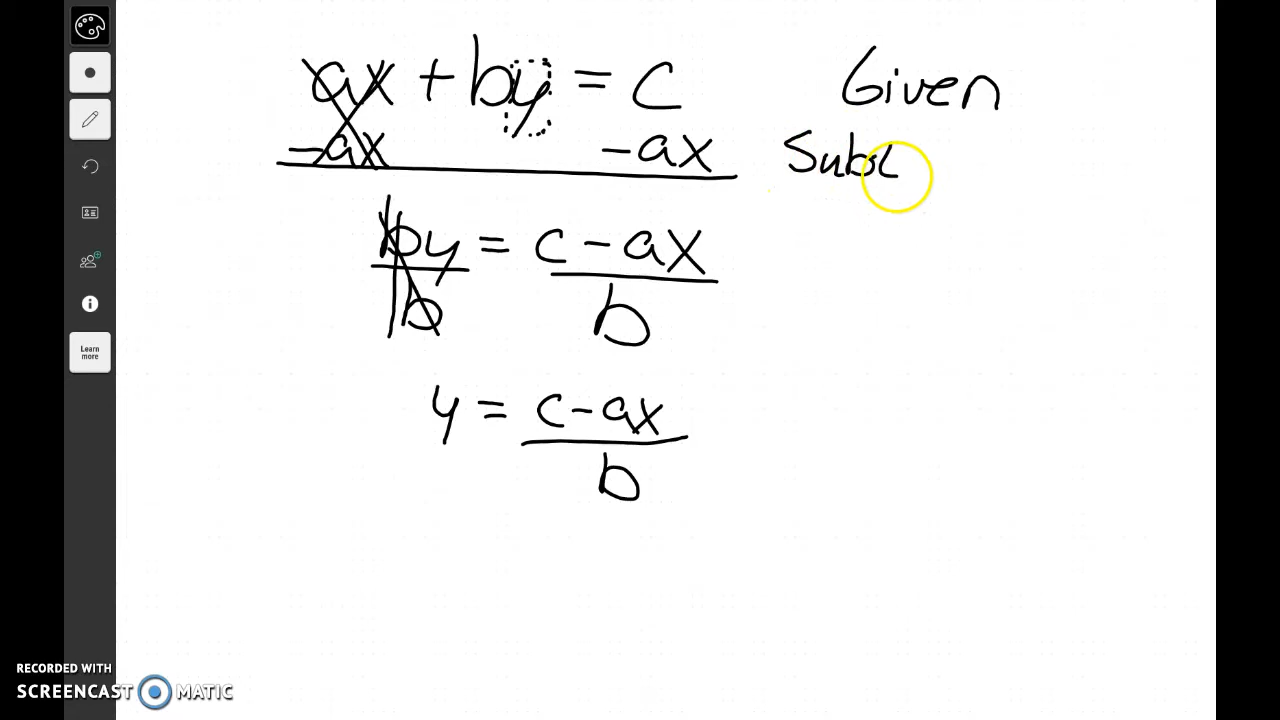 ax + by = c Given
-ax -ax Subt
by = c - ax
b b
y = c - ax
b
Learn more
RECORDED WITH
SCREENCAST MATIC